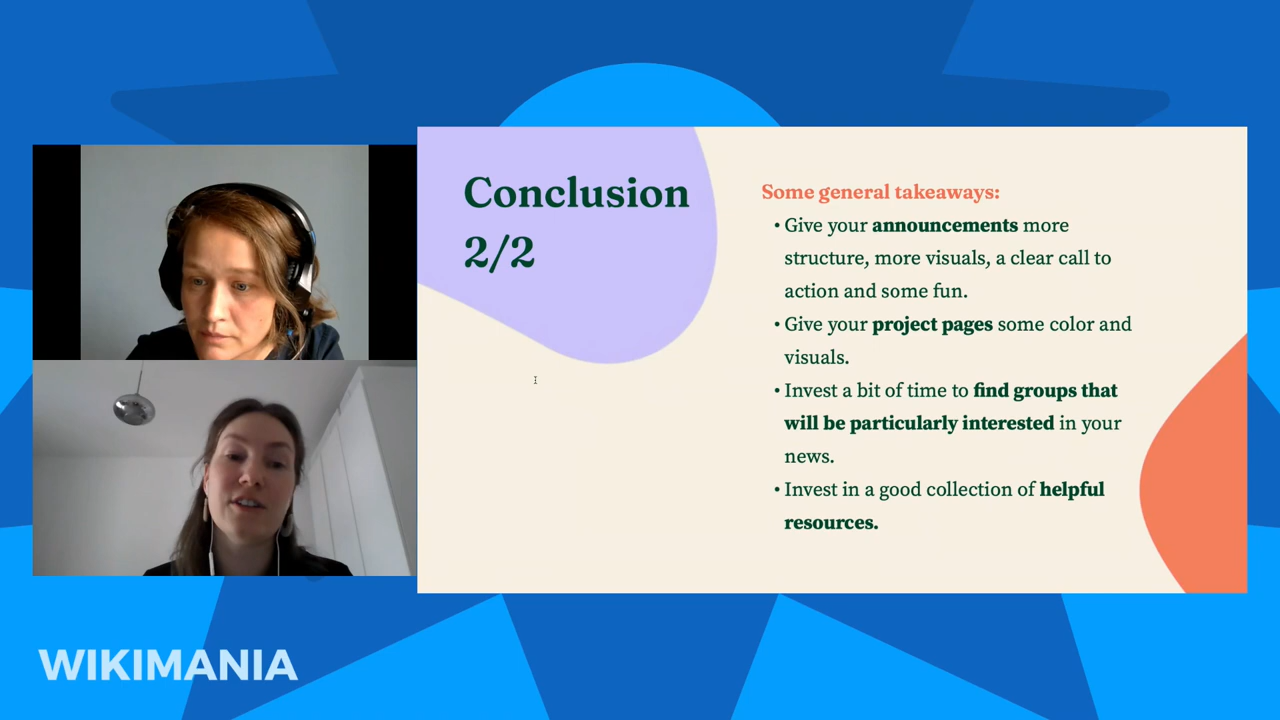 Conclusion
2/2
Some general takeaways:
• Give your announcements more
structure, more visuals, a clear call to
action and some fun.
• Give your project pages some color and
visuals.
• Invest a bit of time to find groups that
will be particularly interested in your
news.
• Invest in a good collection of helpful
resources.
WIKIMANIA